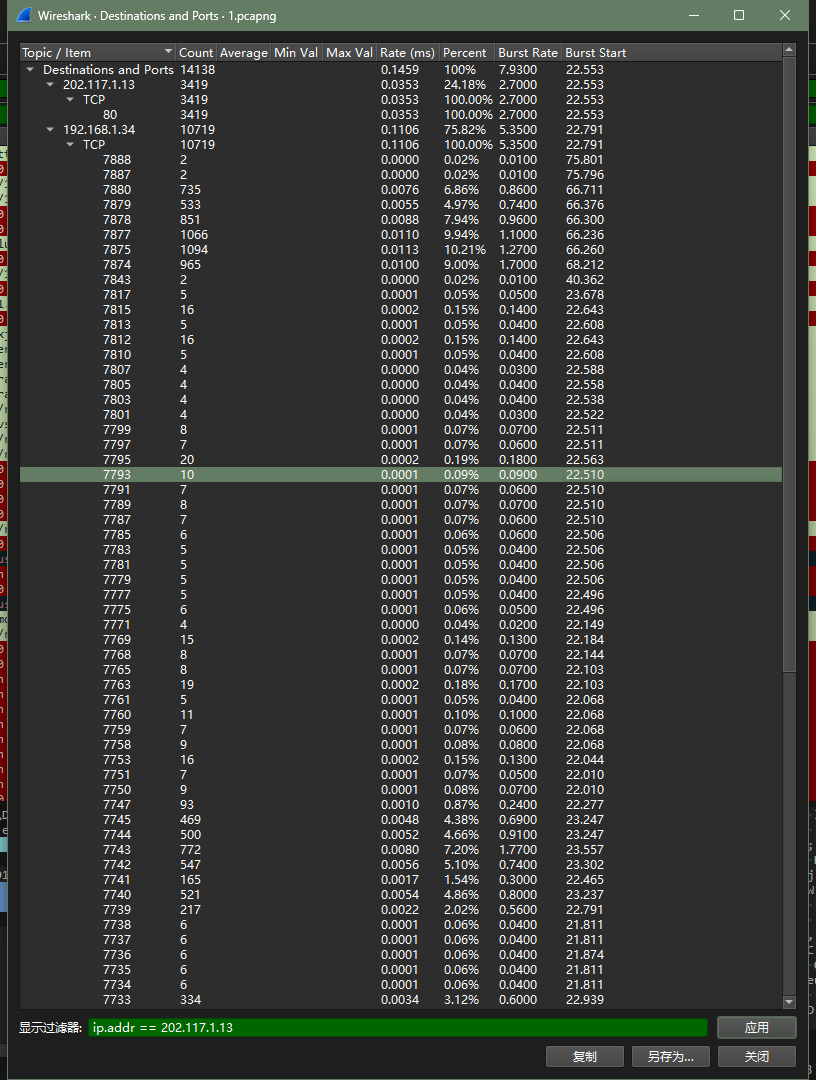 Wireshark · Destinations and Ports · 1.pcapng
Topic / Item Count Average Min Val Max Val Rate (ms) Percent Burst Rate Burst Start
Destinations and Ports 14138 0.1459 100% 7.9300 22.553
202.117.1.13 3419 0.0353 24.18% 2.7000 22.553
TCP 3419 0.0353 100.00% 2.7000 22.553
80 3419 0.0353 100.00% 2.7000 22.553
192.168.1.34 10719 0.1106 75.82% 5.3500 22.791
TCP 10719 0.1106 100.00% 5.3500 22.791
7888 2 0.0000 0.02% 0.0100 75.801
7887 2 0.0000 0.02% 0.0100 75.796
7880 735 0.0076 6.86% 0.8600 66.711
7879 533 0.0055 4.97% 0.7400 66.376
7878 851 0.0088 7.94% 0.9600 66.300
7877 1066 0.0110 9.94% 1.1000 66.236
7875 1094 0.0113 10.21% 1.2700 66.260
7874 965 0.0100 9.00% 1.7000 68.212
7843 2 0.0000 0.02% 0.0100 40.362
7817 5 0.0001 0.05% 0.0500 23.678
7815 16 0.0002 0.15% 0.1400 22.643
7813 5 0.0001 0.05% 0.0400 22.608
7812 16 0.0002 0.15% 0.1400 22.643
7810 5 0.0001 0.05% 0.0400 22.608
7807 4 0.0000 0.04% 0.0300 22.588
7805 4 0.0000 0.04% 0.0400 22.558
7803 4 0.0000 0.04% 0.0400 22.538
7801 4 0.0000 0.04% 0.0300 22.522
7799 8 0.0001 0.07% 0.0700 22.511
7797 7 0.0001 0.07% 0.0600 22.511
7795 20 0.0002 0.19% 0.1800 22.563
7793 10 0.0001 0.09% 0.0900 22.510
7791 7 0.0001 0.07% 0.0600 22.510
7789 8 0.0001 0.07% 0.0700 22.510
7787 7 0.0001 0.07% 0.0600 22.510
7785 6 0.0001 0.06% 0.0600 22.506
7783 5 0.0001 0.05% 0.0400 22.506
7781 5 0.0001 0.05% 0.0400 22.506
7779 5 0.0001 0.05% 0.0400 22.506
7777 5 0.0001 0.05% 0.0400 22.496
7775 6 0.0001 0.06% 0.0500 22.496
7771 4 0.0000 0.04% 0.0200 22.149
7769 15 0.0002 0.14% 0.1300 22.184
7768 8 0.0001 0.07% 0.0700 22.144
7765 8 0.0001 0.07% 0.0700 22.103
7763 19 0.0002 0.18% 0.1700 22.103
7761 5 0.0001 0.05% 0.0400 22.068
7760 11 0.0001 0.10% 0.1000 22.068
7759 7 0.0001 0.07% 0.0600 22.068
7758 9 0.0001 0.08% 0.0800 22.068
7753 16 0.0002 0.15% 0.1300 22.044
7751 7 0.0001 0.07% 0.0500 22.010
7750 9 0.0001 0.08% 0.0700 22.010
7747 93 0.0010 0.87% 0.2400 22.277
7745 469 0.0048 4.38% 0.6900 23.247
7744 500 0.0052 4.66% 0.9100 23.247
7743 772 0.0080 7.20% 1.7700 23.557
7742 547 0.0056 5.10% 0.7400 23.302
7741 165 0.0017 1.54% 0.3000 22.465
7740 521 0.0054 4.86% 0.8000 23.237
7739 217 0.0022 2.02% 0.5600 22.791
7738 6 0.0001 0.06% 0.0400 21.811
7737 6 0.0001 0.06% 0.0400 21.811
7736 6 0.0001 0.06% 0.0400 21.874
7735 6 0.0001 0.06% 0.0400 21.811
7734 6 0.0001 0.06% 0.0400 21.811
7733 334 0.0034 3.12% 0.6000 22.939
显示过滤器: ip.addr == 202.117.1.13 应用
复制 另存为... 关闭